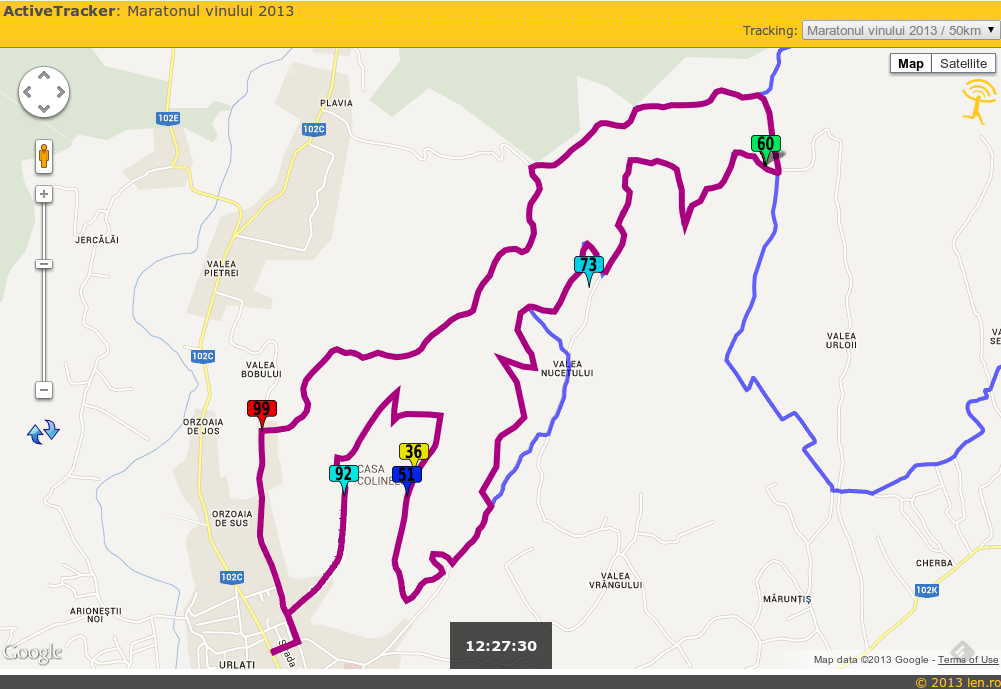 ActiveTracker: Maratonul vinului 2013
Tracking: Maratonul vinului 2013 / 50km
Map Satellite
102E
PLAVIA
102C
60
JERCĂLĂI
VALEA
PIETREI
73
102C
VALEA
BOBULUI
VALEA
NUCETULUI
VALEA
URLOII
99
ORZOAIA
DE JOS
36
92
CASA
51
ORZOAIA
DE SUS
102C
CHERBA
VALEA
VRÂNGULUI
102K
ARIONEȘTII
NOI
MĂRUNȚIȘ
12:27:30
Google
URLATI
Map data ©2013 Google - Terms of Use
© 2013 len.ro